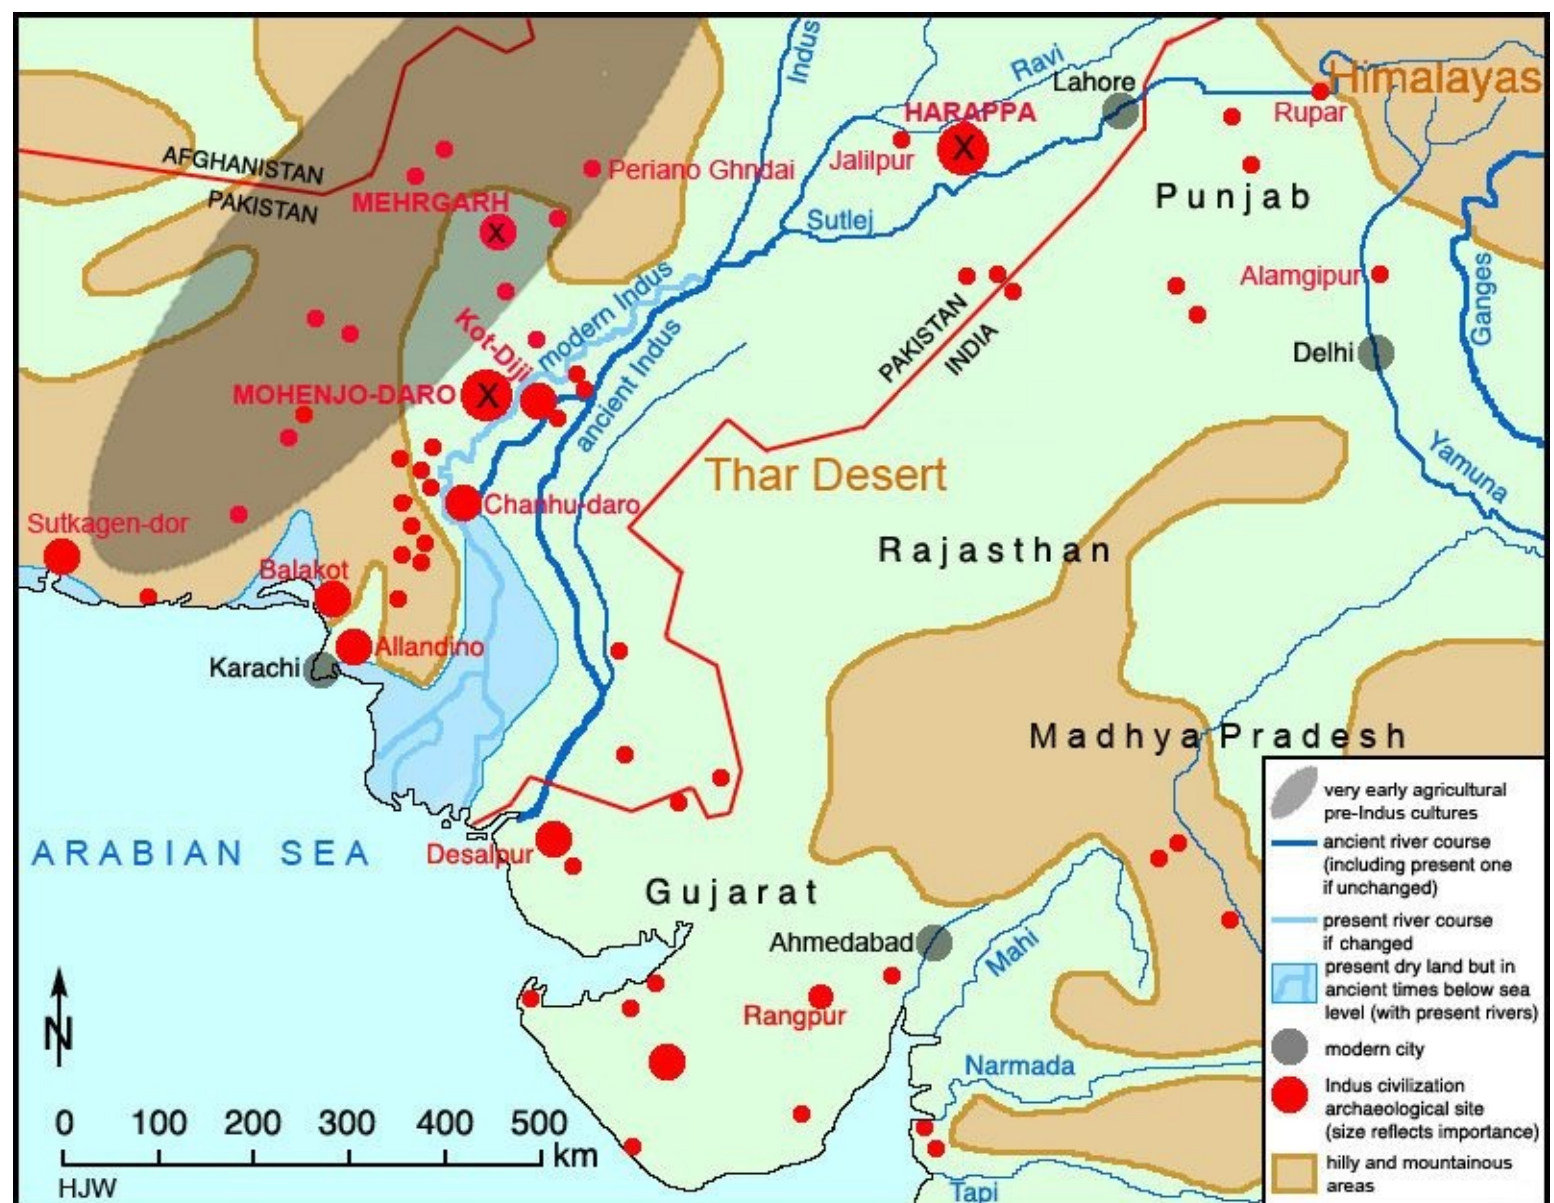 Indus
Ravi
Lahore
Himalayas
HARAPPA
Rupar
AFGHANISTAN
Jalilpur
Periano Ghndai
PAKISTAN
MEHRGARH
Punjab
Sutlej
Alamgipur
Ganges
modern Indus
Kot-Diji
PAKISTAN
INDIA
Delhi
ancient Indus
MOHENJO-DARO
X
X
X
Thar Desert
Yamuna
Chanhu-daro
Sutkagen-dor
Rajasthan
Balakot
Allandino
Karachi
Madhya Pradesh
ARABIAN SEA
Desalpur
Gujarat
Ahmedabad
Mahi
Rangpur
Narmada
Tapi
N
0 100 200 300 400 500
km
HJW
very early agricultural
pre-Indus cultures
ancient river course
(including present one
if unchanged)
present river course
if changed
present dry land but in
ancient times below sea
level (with present rivers)
modern city
Indus civilization
archaeological site
(size reflects importance)
hilly and mountainous
areas